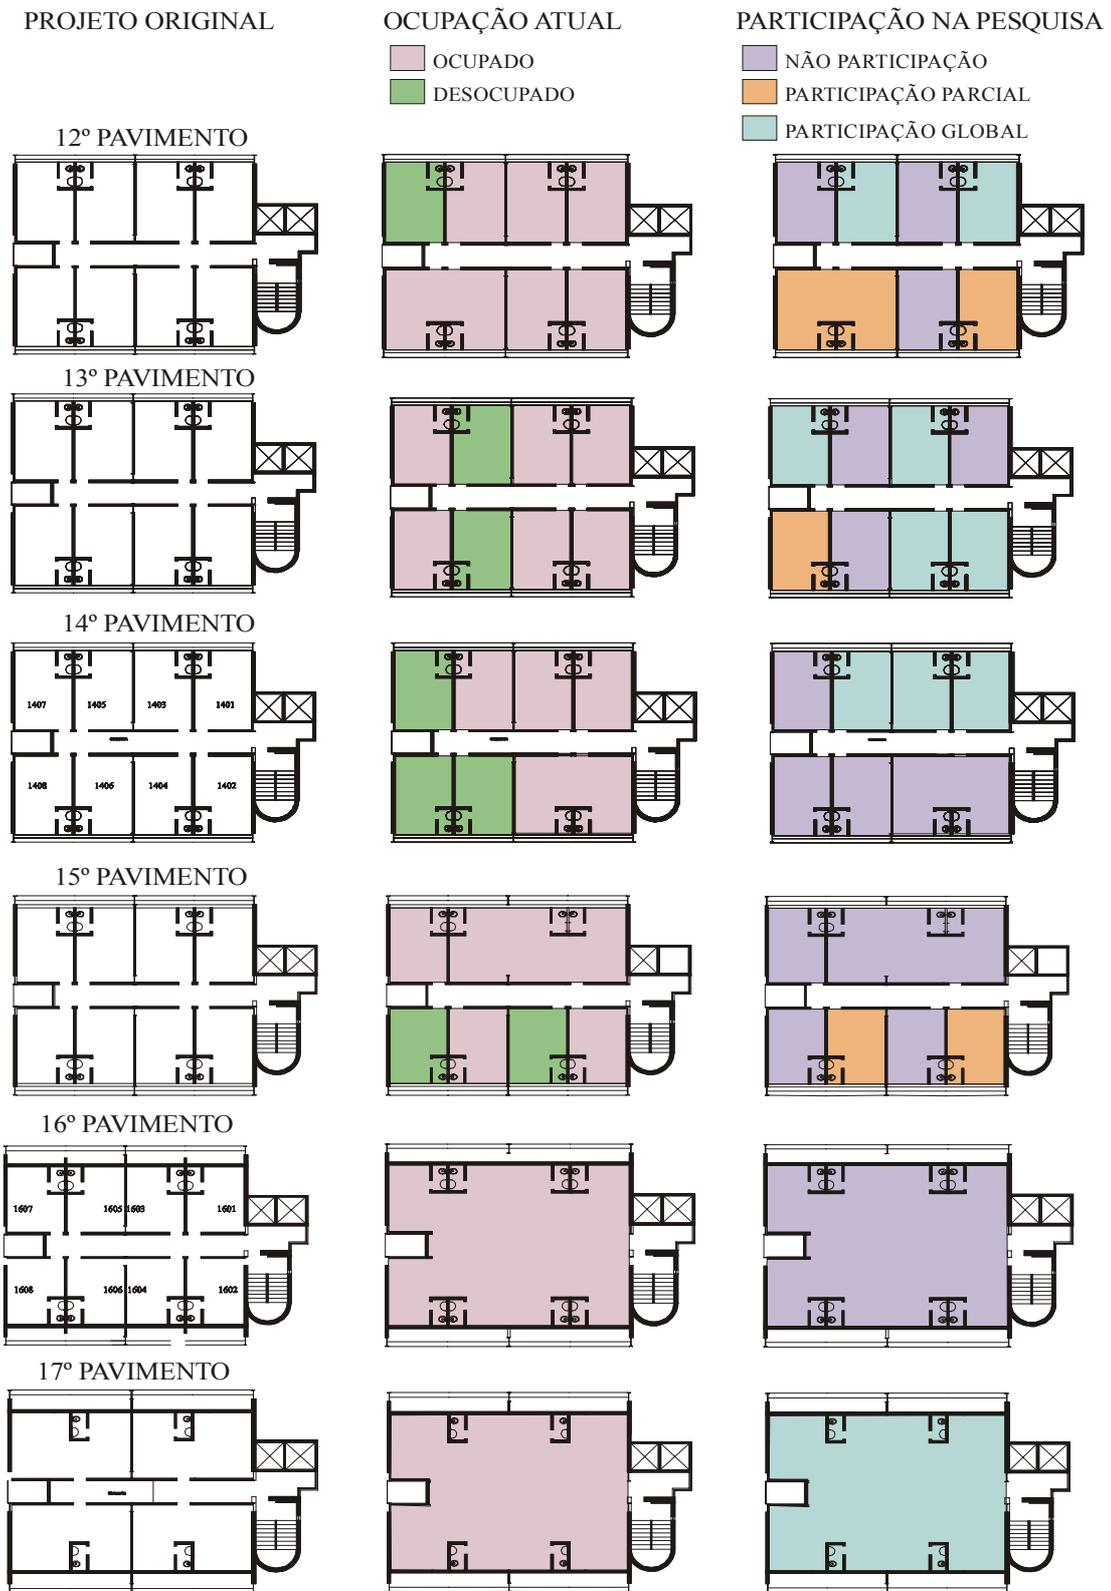 PROJETO ORIGINAL
OCUPAÇÃO ATUAL
PARTICIPAÇÃO NA PESQUISA
OCUPADO
DESOCUPADO
NÃO PARTICIPAÇÃO
PARTICIPAÇÃO PARCIAL
PARTICIPAÇÃO GLOBAL
12º PAVIMENTO
13º PAVIMENTO
14º PAVIMENTO
1407 1405 1403 1401
1408 1406 1404 1402
15º PAVIMENTO
16º PAVIMENTO
1607 1605 1603 1601
1608 1606 1604 1602
17º PAVIMENTO